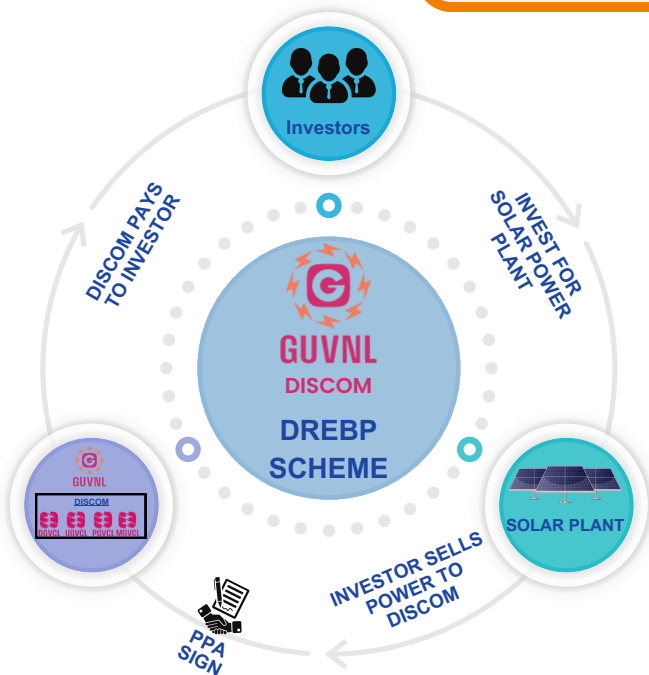 Investors
INVEST FOR
SOLAR POWER
PLANT
DISCOM PAYS
TO INVESTOR
G
GUVNL
DISCOM
DREBP
SCHEME
G
GUVNL
DISCOM
DGVCL UGVCL PGVCL MGVCL
SOLAR PLANT
INVESTOR SELLS
POWER TO
DISCOM
PPA
SIGN